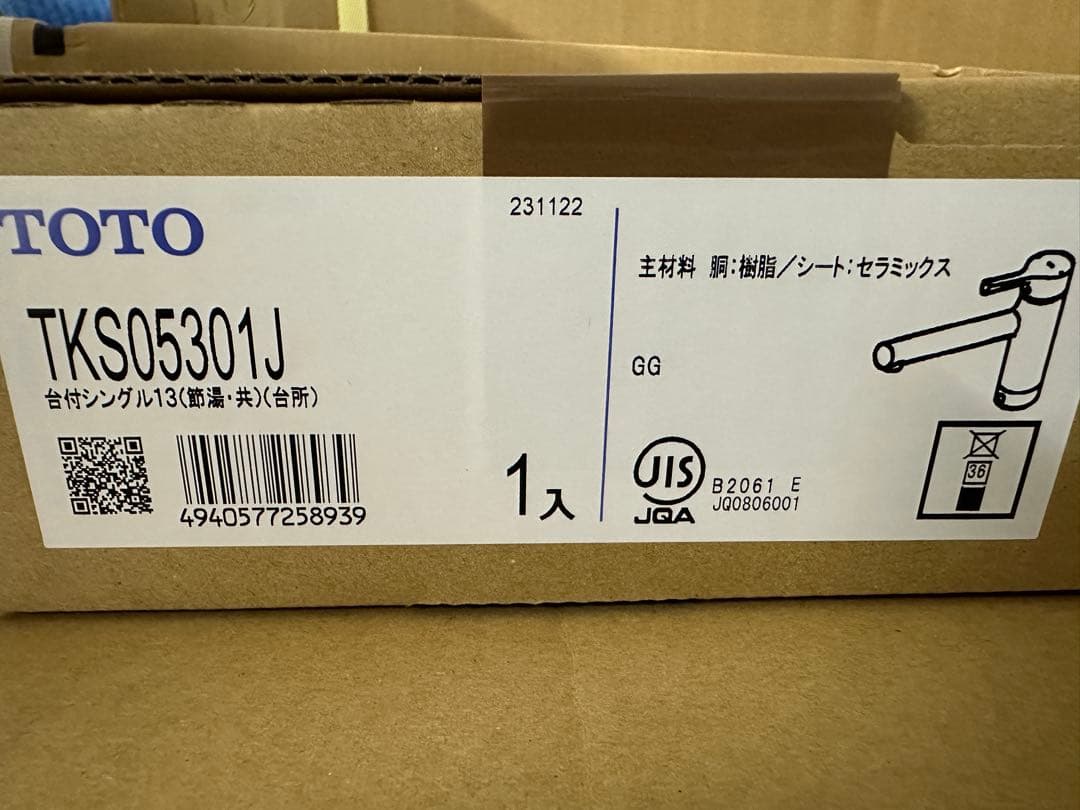 TOTO
231122
TKS05301J
台付シングル13(節湯・共)(台所)
4940577258939
1入
主材料 胴:樹脂/シート:セラミックス
GG
JIS
JQA
B2061 E
JQ0806001
36